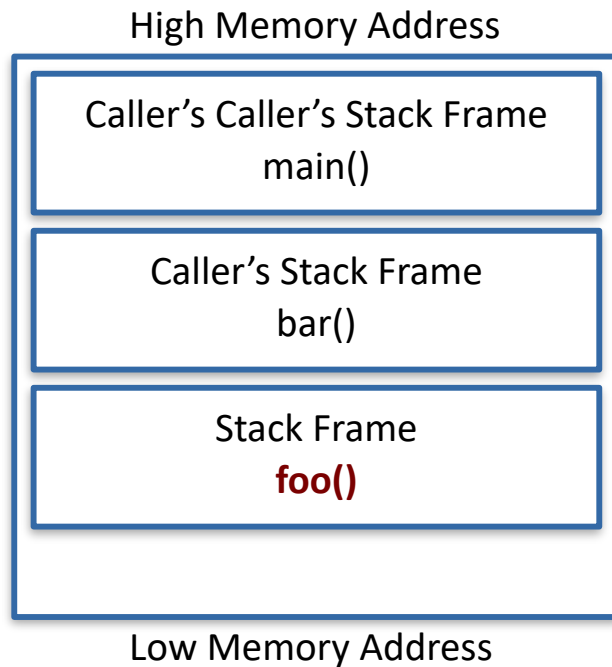 High Memory Address
Caller’s Caller’s Stack Frame
main()
Caller’s Stack Frame
bar()
Stack Frame
foo()
Low Memory Address